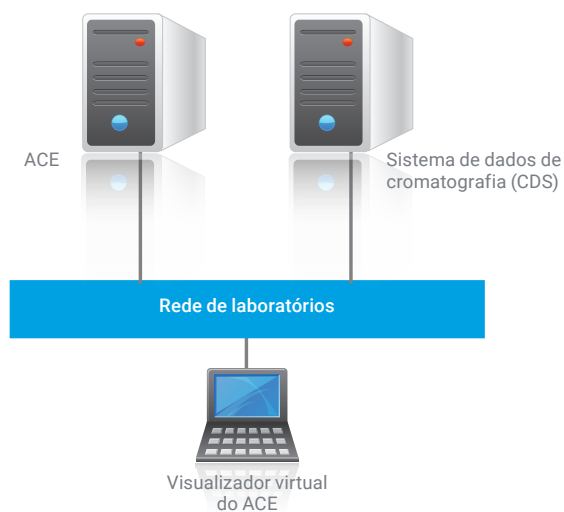 ACE
Sistema de dados de
cromatografia (CDS)
Rede de laboratórios
Visualizador virtual
do ACE